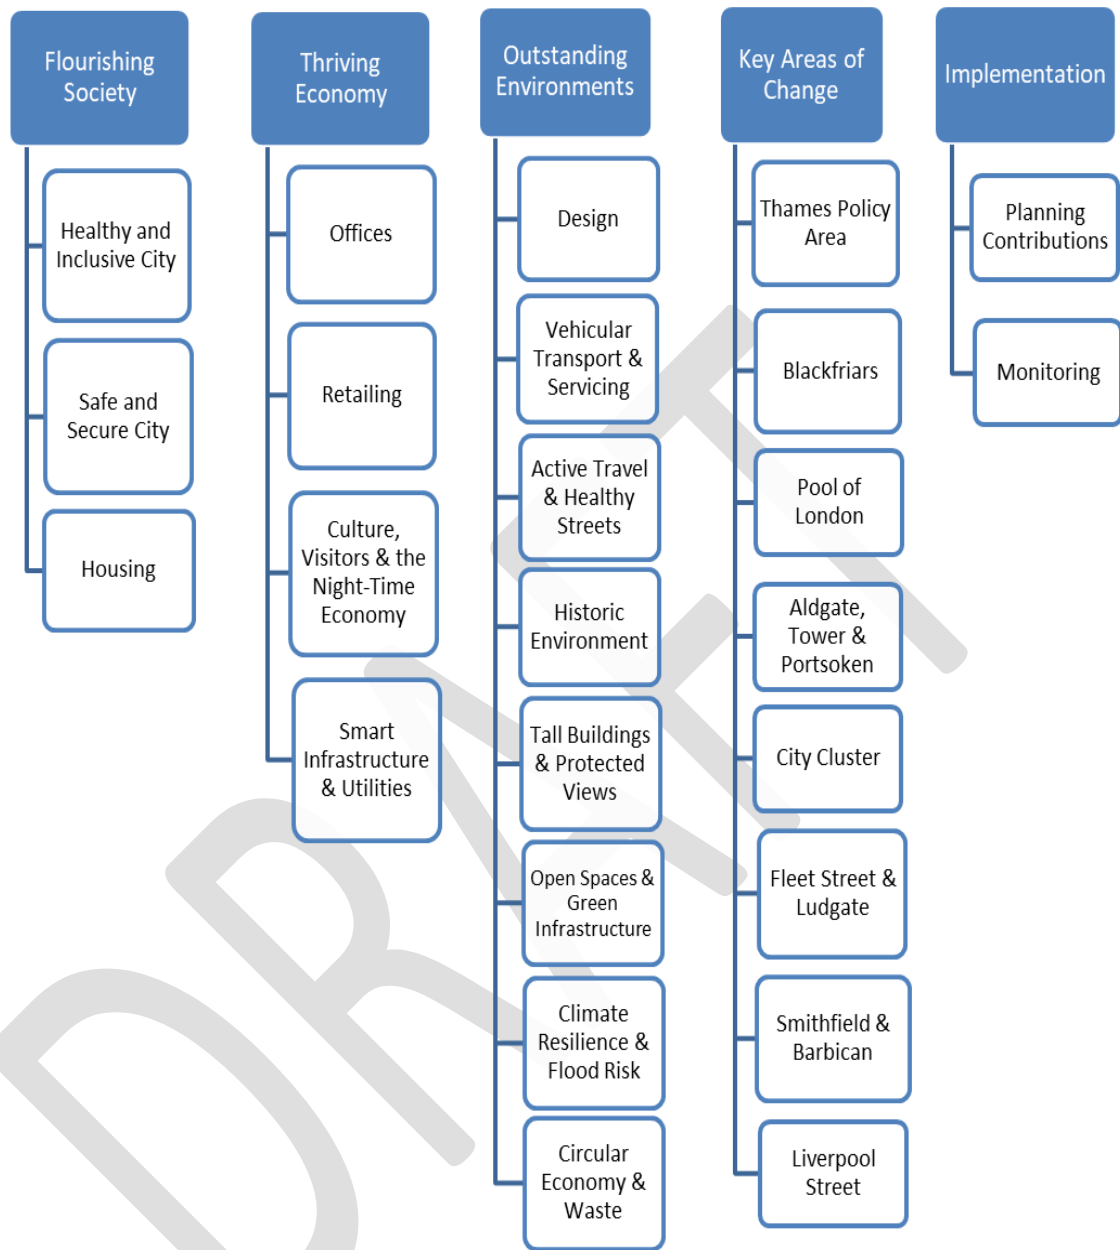 Flourishing
Society
Healthy and
Inclusive City
Safe and
Secure City
Housing
Thriving
Economy
Offices
Retailing
Culture,
Visitors & the
Night-Time
Economy
Smart
Infrastructure
& Utilities
Outstanding
Environments
Design
Vehicular
Transport &
Servicing
Active Travel
& Healthy
Streets
Historic
Environment
Tall Buildings
& Protected
Views
Open Spaces &
Green
Infrastructure
Climate
Resilience &
Flood Risk
Circular
Economy &
Waste
Key Areas of
Change
Thames Policy
Area
Blackfriars
Pool of
London
Aldgate,
Tower &
Portsoken
City Cluster
Fleet Street &
Ludgate
Smithfield &
Barbican
Liverpool
Street
Implementation
Planning
Contributions
Monitoring
DRAFT